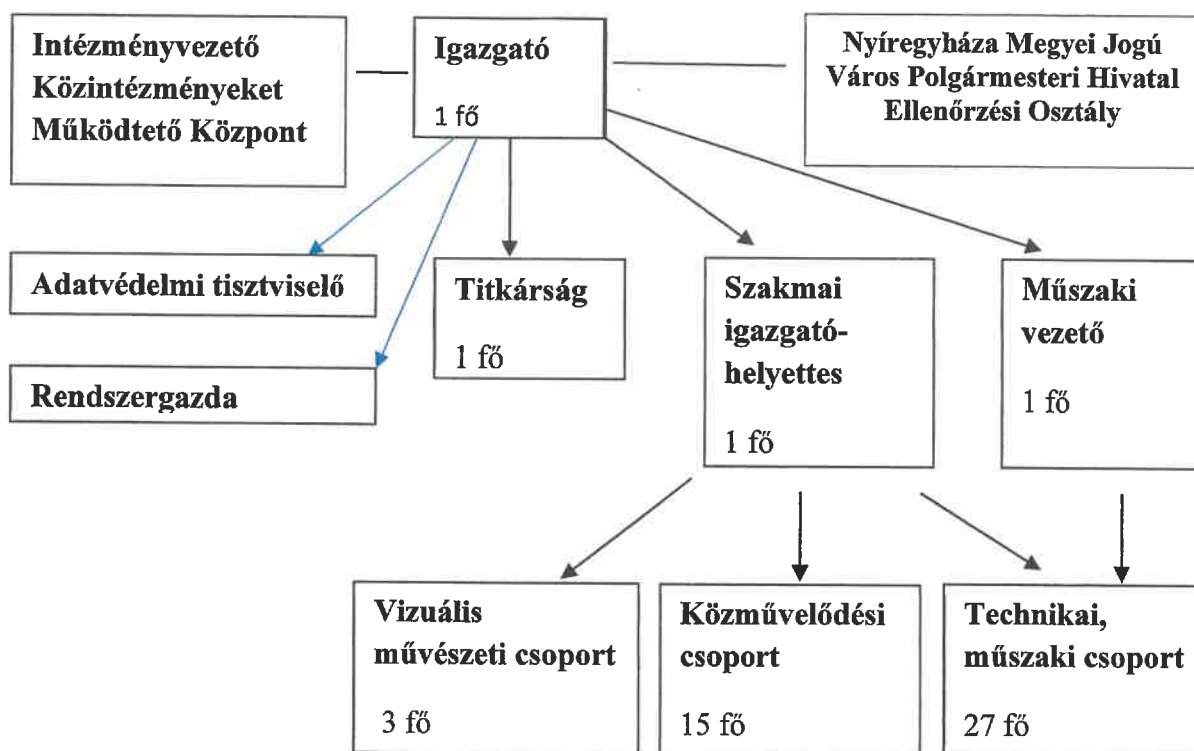 Intézményvezető
Közintézményeket
Működtető Központ
Igazgató
1 fő
Nyíregyháza Megyei Jogú
Város Polgármesteri Hivatal
Ellenőrzési Osztály
Adatvédelmi tisztviselő
Rendszergazda
Titkárság
1 fő
Szakmai
igazgató-
helyettes
1 fő
Műszaki
vezető
1 fő
Vizuális
művészeti csoport
3 fő
Közművelődési
csoport
15 fő
Technikai,
műszaki csoport
27 fő